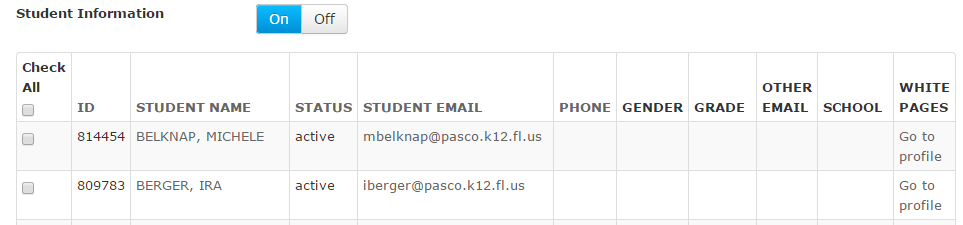 Student Information On Off
Check All ID STUDENT NAME STATUS STUDENT EMAIL PHONE GENDER GRADE OTHER EMAIL SCHOOL WHITE PAGES
814454 BELKNAP, MICHELE active mbelknap@pasco.k12.fl.us Go to profile
809783 BERGER, IRA active iberger@pasco.k12.fl.us Go to profile